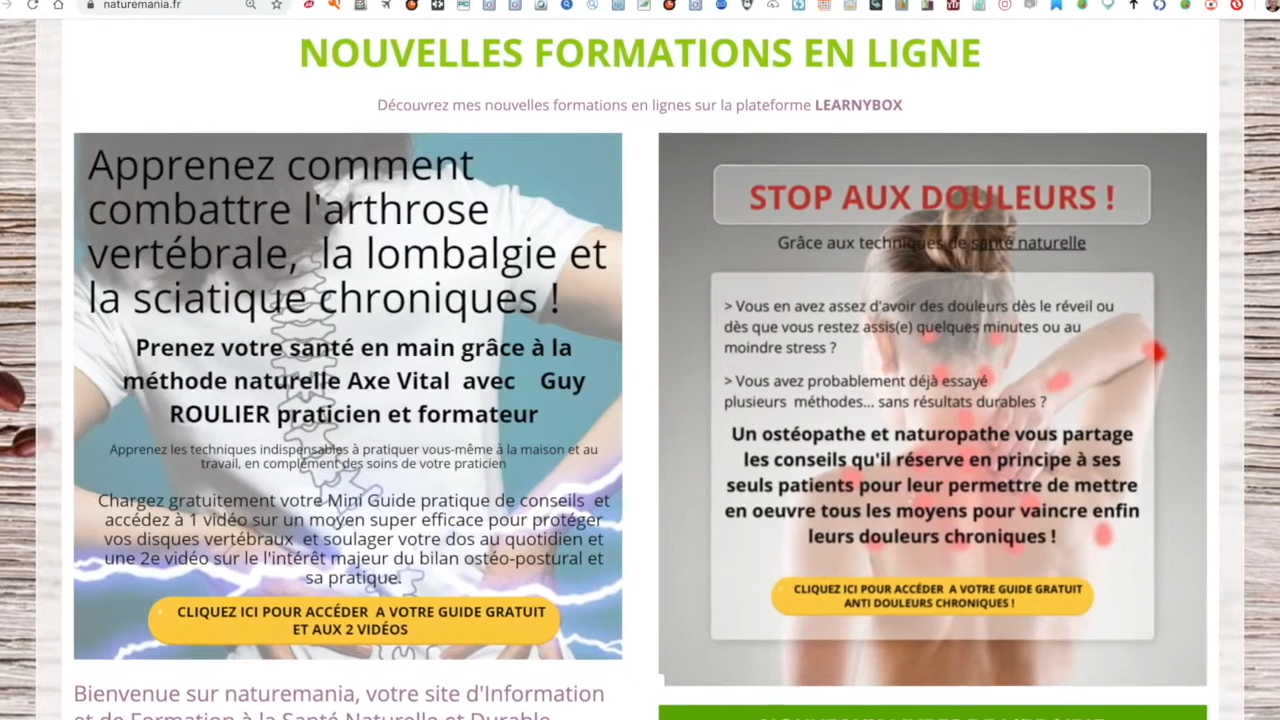 naturemania.fr
NOUVELLES FORMATIONS EN LIGNE
Découvrez mes nouvelles formations en lignes sur la plateforme LEARNYBOX
Apprenez comment
combattre l'arthrose
vertébrale, la lombalgie et
la sciatique chroniques !
Prenez votre santé en main grâce à la
méthode naturelle Axe Vital avec Guy
ROULIER praticien et formateur
Apprenez les techniques indispensables à pratiquer vous-même à la maison et au
travail, en complément des soins de votre praticien
Chargez gratuitement votre Mini Guide pratique de conseils et
accédez à 1 vidéo sur un moyen super efficace pour protéger
vos disques vertébraux et soulager votre dos au quotidien et
une 2e vidéo sur le l'intérêt majeur du bilan ostéo-postural et
sa pratique.
CLIQUEZ ICI POUR ACCÉDER A VOTRE GUIDE GRATUIT
ET AUX 2 VIDÉOS
Bienvenue sur naturemania, votre site d'Information
et de Formation à la Santé Naturelle et Durable
STOP AUX DOULEURS !
Grâce aux techniques de santé naturelle
> Vous en avez assez d'avoir des douleurs dès le réveil ou
dès que vous restez assis(e) quelques minutes ou au
moindre stress ?
> Vous avez probablement déjà essayé
plusieurs méthodes... sans résultats durables ?
Un ostéopathe et naturopathe vous partage
les conseils qu'il réserve en principe à ses
seuls patients pour leur permettre de mettre
en oeuvre tous les moyens pour vaincre enfin
leurs douleurs chroniques !
CLIQUEZ ICI POUR ACCÉDER A VOTRE GUIDE GRATUIT
ANTI DOULEURS CHRONIQUES !